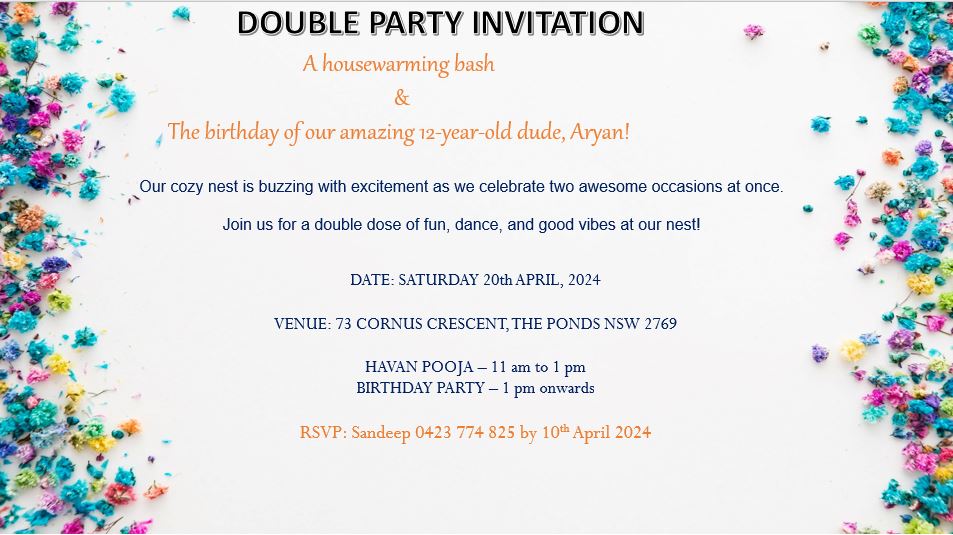 DOUBLE PARTY INVITATION
A housewarming bash
&
The birthday of our amazing 12-year-old dude, Aryan!
Our cozy nest is buzzing with excitement as we celebrate two awesome occasions at once.
Join us for a double dose of fun, dance, and good vibes at our nest!
DATE: SATURDAY 20th APRIL, 2024
VENUE: 73 CORNUS CRESCENT, THE PONDS NSW 2769
HAVAN POOJA – 11 am to 1 pm
BIRTHDAY PARTY – 1 pm onwards
RSVP: Sandeep 0423 774 825 by 10th April 2024